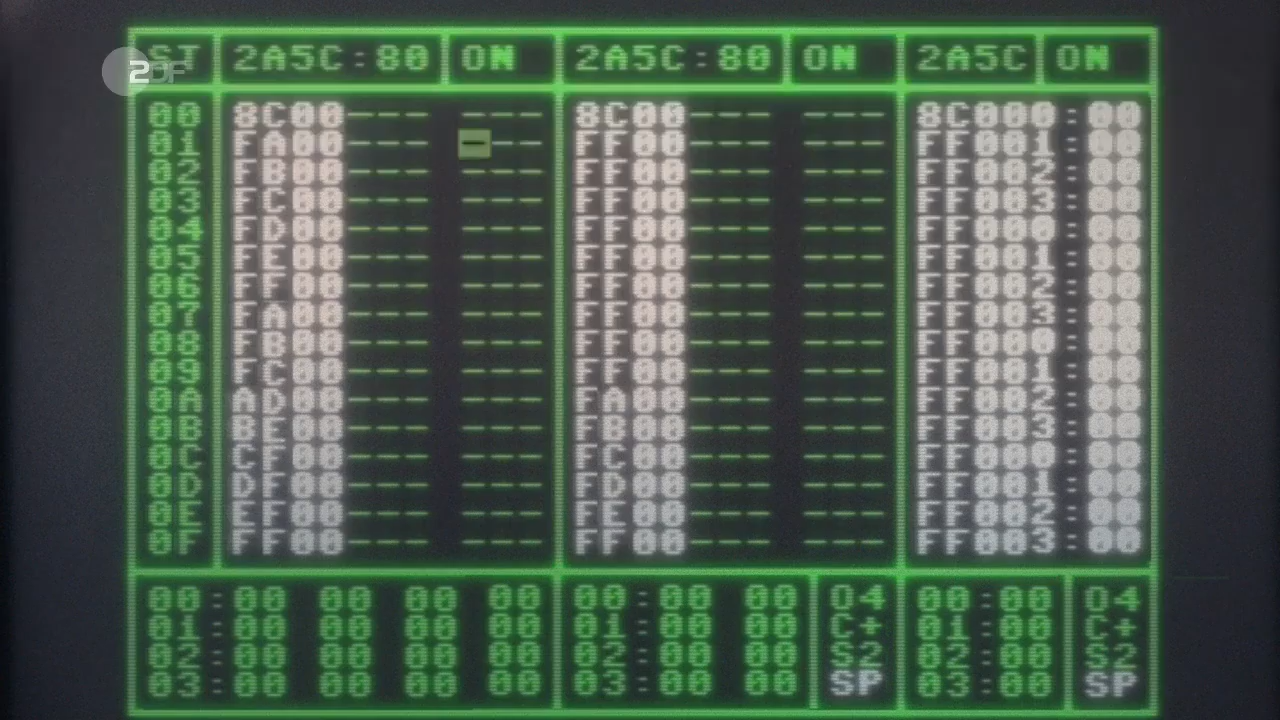 ZDF
ST 2A5C:80 ON 2A5C:80 ON 2A5C ON
00 8C00---- --- 8C00---- --- 8C000:00
01 FA00---- --- FF00---- --- FF001:00
02 FB00---- --- FF00---- --- FF002:00
03 FC00---- --- FF00---- --- FF003:00
04 FD00---- --- FF00---- --- FF000:00
05 FE00---- --- FF00---- --- FF001:00
06 FF00---- --- FF00---- --- FF002:00
07 FA00---- --- FF00---- --- FF003:00
08 FB00---- --- FF00---- --- FF000:00
09 FC00---- --- FF00---- --- FF001:00
0A AD00---- --- FA00---- --- FF002:00
0B BE00---- --- FB00---- --- FF003:00
0C CF00---- --- FC00---- --- FF000:00
0D DF00---- --- FD00---- --- FF001:00
0E EF00---- --- FE00---- --- FF002:00
0F FF00---- --- FF00---- --- FF003:00
00:00 00 00 00 00:00 00 O4 00:00 O4
01:00 00 00 00 01:00 00 C+ 01:00 C+
02:00 00 00 00 02:00 00 S2 02:00 S2
03:00 00 00 00 03:00 00 SP 03:00 SP